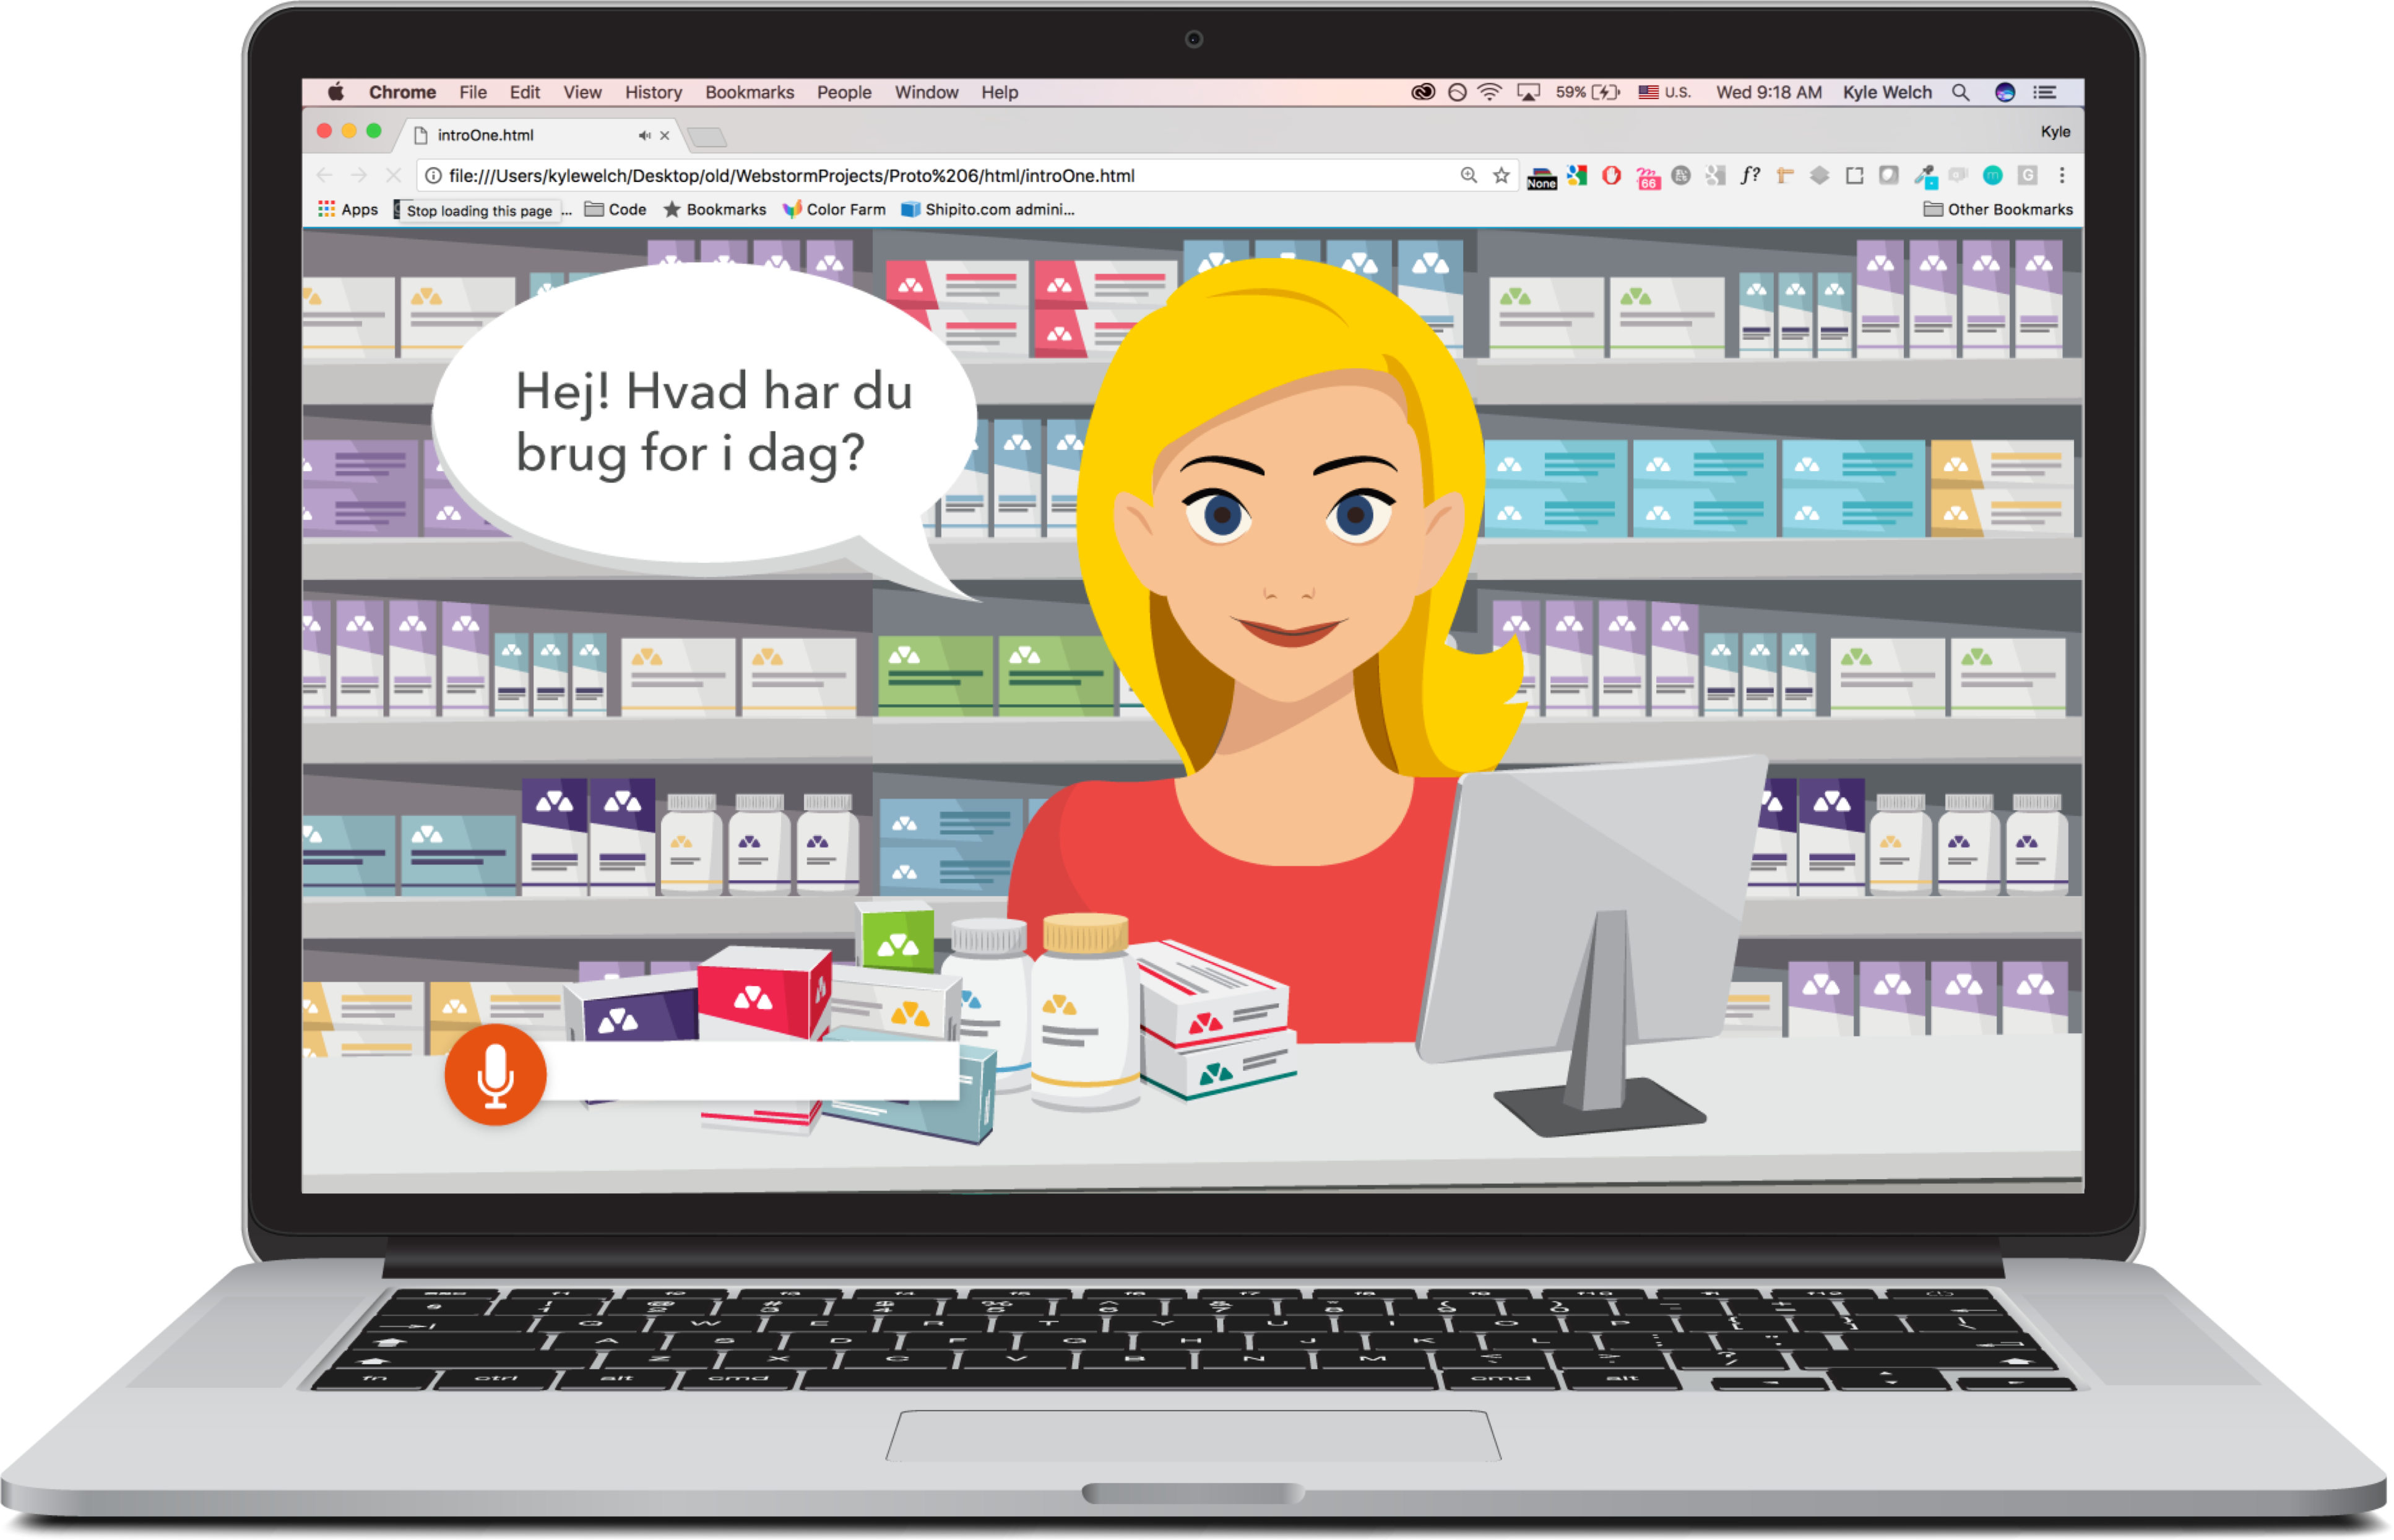 Chrome File Edit View History Bookmarks People Window Help 59% U.S. Wed 9:18 AM Kyle Welch
introOne.html Kyle
file:///Users/kylewelch/Desktop/old/WebstormProjects/Proto%206/html/introOne.html None 66 f? G
Apps Stop loading this page ... Code Bookmarks Color Farm Shipito.com admini... Other Bookmarks
Hej! Hvad har du
brug for i dag?
Q W E R T Y U I O P
A S D F G H J K L
Z X C V B N M
fn ctrl alt cmd cmd alt